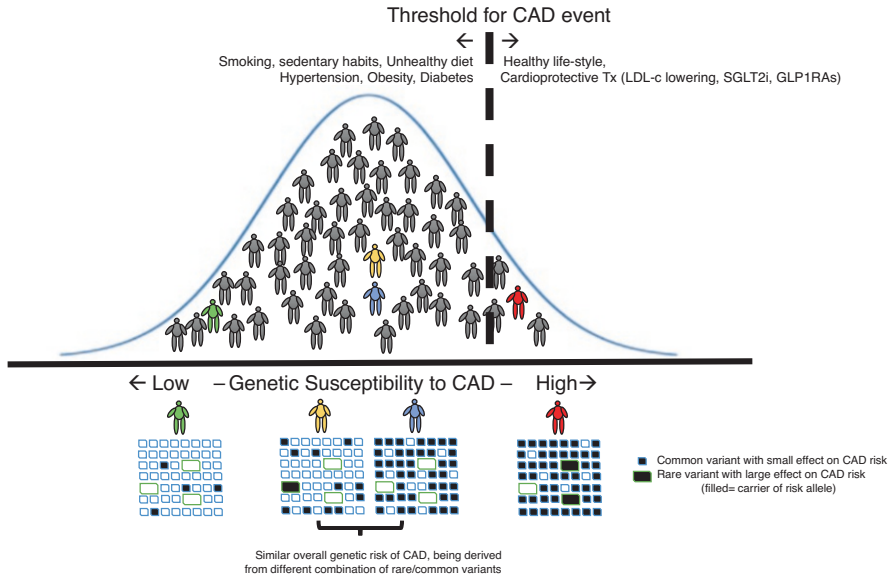 Threshold for CAD event
← →
Smoking, sedentary habits, Unhealthy diet
Hypertension, Obesity, Diabetes
Healthy life-style,
Cardioprotective Tx (LDL-c lowering, SGLT2i, GLP1RAs)
← Low – Genetic Susceptibility to CAD – High →
Common variant with small effect on CAD risk
Rare variant with large effect on CAD risk
(filled= carrier of risk allele)
Similar overall genetic risk of CAD, being derived
from different combination of rare/common variants